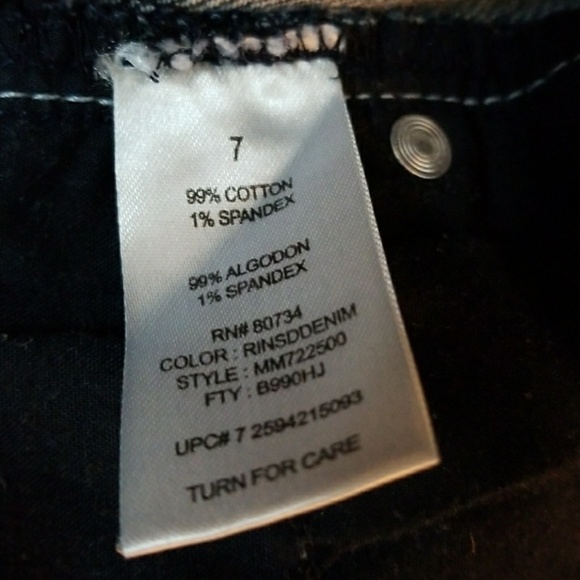 7
99% COTTON
1% SPANDEX
99% ALGODON
1% SPANDEX
RN# 80734
COLOR : RINSDDENIM
STYLE : MM722500
FTY : B990HJ
UPC# 7 2594215093
TURN FOR CARE